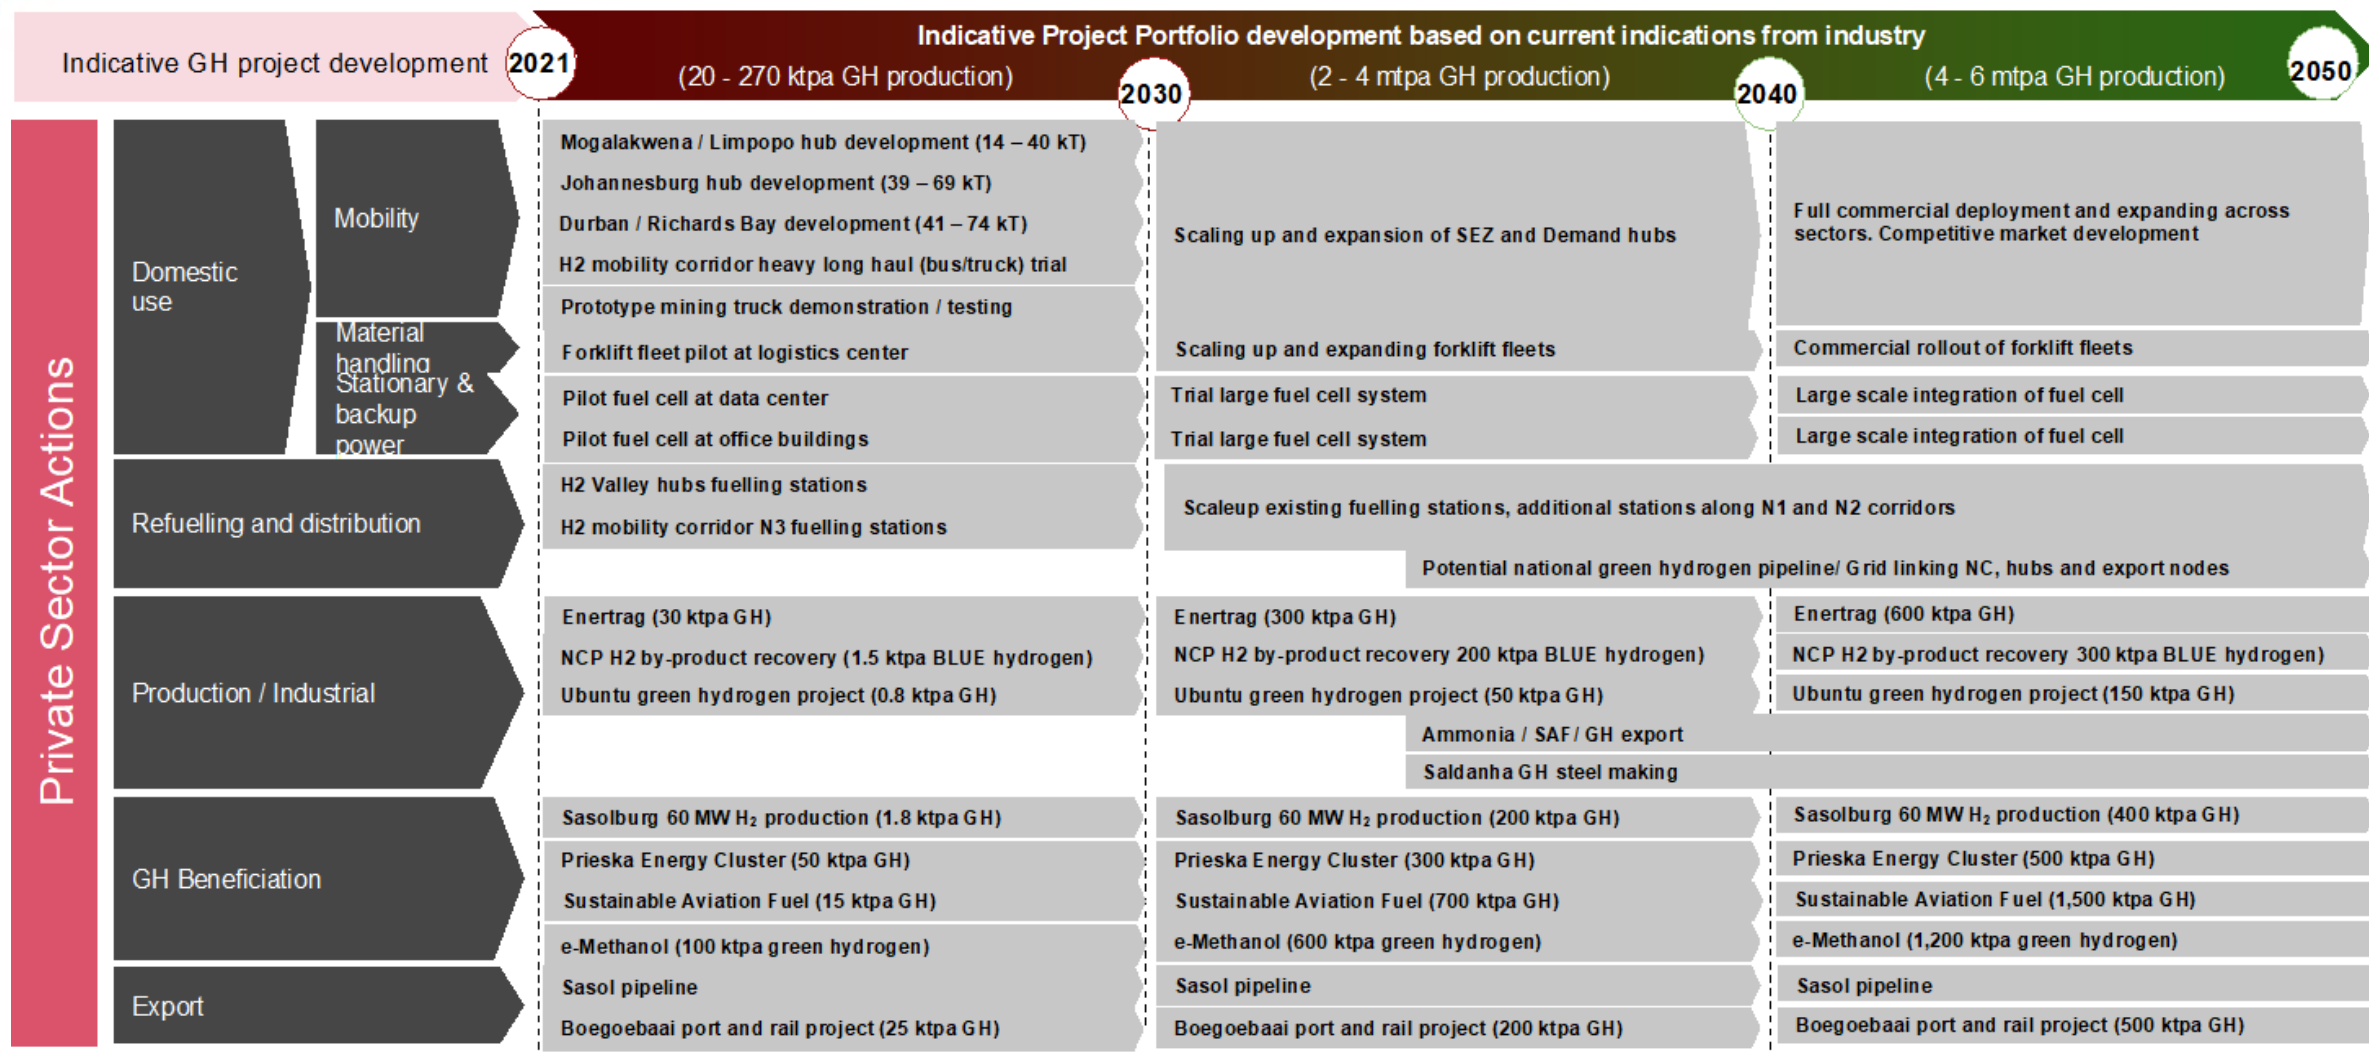 Indicative GH project development
2021
Indicative Project Portfolio development based on current indications from industry
(20 - 270 ktpa GH production)
2030
(2 - 4 mtpa GH production)
2040
(4 - 6 mtpa GH production)
2050
Private Sector Actions
Domestic
use
Mobility
Mogalakwena / Limpopo hub development (14 – 40 kT)
Johannesburg hub development (39 – 69 kT)
Durban / Richards Bay development (41 – 74 kT)
H2 mobility corridor heavy long haul (bus/truck) trial
Prototype mining truck demonstration / testing
Scaling up and expansion of SEZ and Demand hubs
Full commercial deployment and expanding across
sectors. Competitive market development
Material
handling
Forklift fleet pilot at logistics center
Scaling up and expanding forklift fleets
Commercial rollout of forklift fleets
Stationary &
backup
power
Pilot fuel cell at data center
Trial large fuel cell system
Large scale integration of fuel cell
Pilot fuel cell at office buildings
Trial large fuel cell system
Large scale integration of fuel cell
Refuelling and distribution
H2 Valley hubs fuelling stations
H2 mobility corridor N3 fuelling stations
Scaleup existing fuelling stations, additional stations along N1 and N2 corridors
Potential national green hydrogen pipeline/ Grid linking NC, hubs and export nodes
Production / Industrial
Enertrag (30 ktpa GH)
Enertrag (300 ktpa GH)
Enertrag (600 ktpa GH)
NCP H2 by-product recovery (1.5 ktpa BLUE hydrogen)
NCP H2 by-product recovery 200 ktpa BLUE hydrogen)
NCP H2 by-product recovery 300 ktpa BLUE hydrogen)
Ubuntu green hydrogen project (0.8 ktpa GH)
Ubuntu green hydrogen project (50 ktpa GH)
Ubuntu green hydrogen project (150 ktpa GH)
Ammonia / SAF/ GH export
Saldanha GH steel making
GH Beneficiation
Sasolburg 60 MW H₂ production (1.8 ktpa GH)
Sasolburg 60 MW H₂ production (200 ktpa GH)
Sasolburg 60 MW H₂ production (400 ktpa GH)
Prieska Energy Cluster (50 ktpa GH)
Prieska Energy Cluster (300 ktpa GH)
Prieska Energy Cluster (500 ktpa GH)
Sustainable Aviation Fuel (15 ktpa GH)
Sustainable Aviation Fuel (700 ktpa GH)
Sustainable Aviation Fuel (1,500 ktpa GH)
e-Methanol (100 ktpa green hydrogen)
e-Methanol (600 ktpa green hydrogen)
e-Methanol (1,200 ktpa green hydrogen)
Export
Sasol pipeline
Sasol pipeline
Sasol pipeline
Boegoebaai port and rail project (25 ktpa GH)
Boegoebaai port and rail project (200 ktpa GH)
Boegoebaai port and rail project (500 ktpa GH)